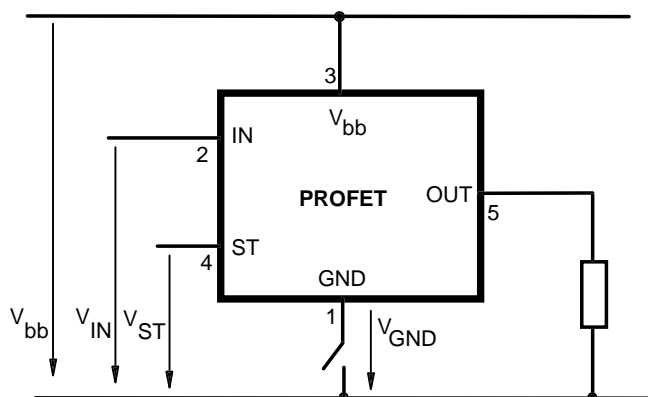 3
V_bb
IN
2
PROFET
OUT
5
ST
4
GND
V_bb
V_IN
V_ST
1
V_GND